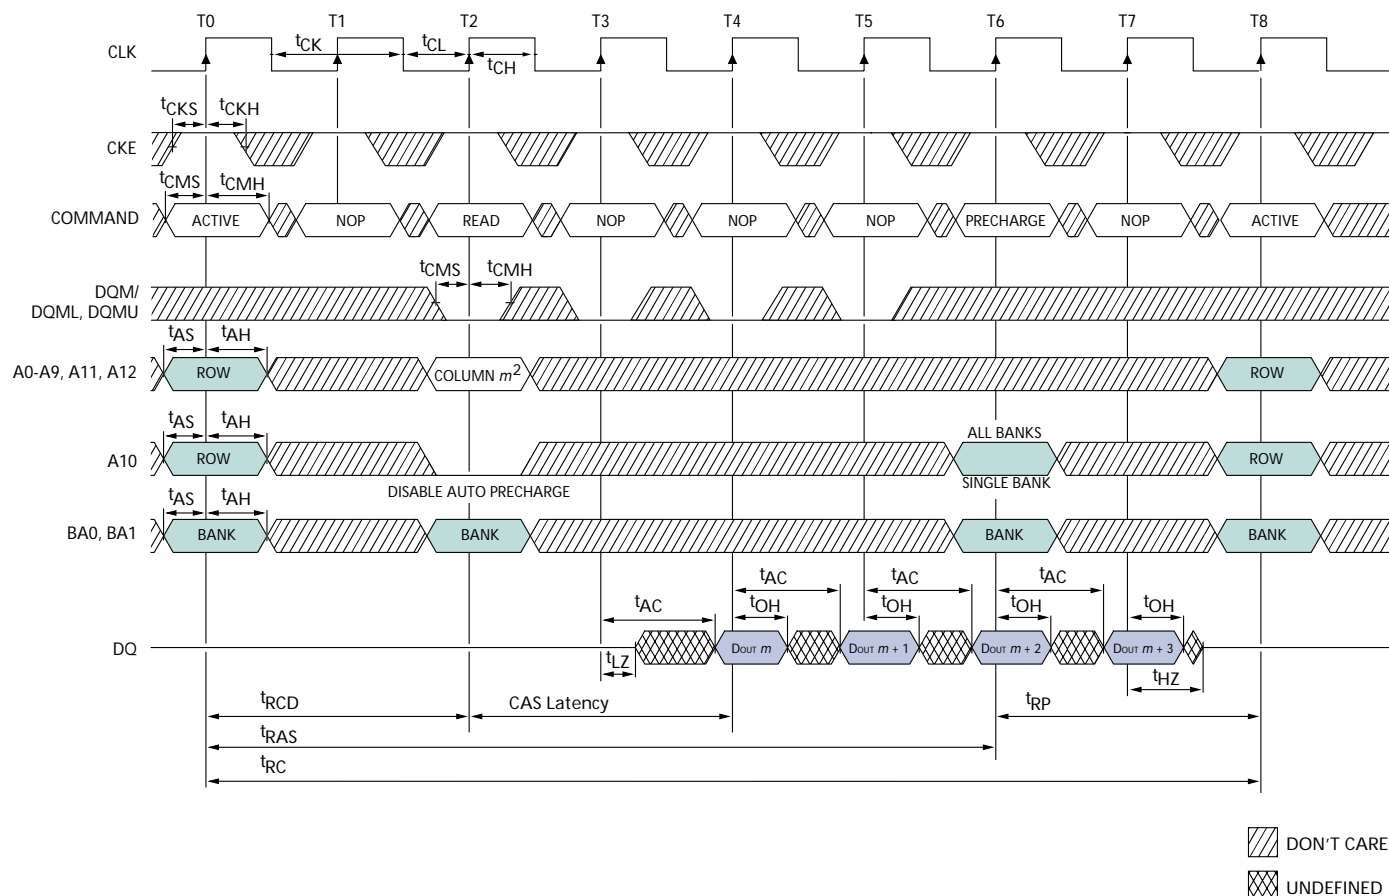 T0 T1 T2 T3 T4 T5 T6 T7 T8
CLK tCK tCL tCH
tCKS tCKH
CKE
tCMS tCMH
COMMAND ACTIVE NOP READ NOP NOP NOP PRECHARGE NOP ACTIVE
tCMS tCMH
DQM/
DQML, DQMU
tAS tAH
A0-A9, A11, A12 ROW COLUMN m2 ROW
tAS tAH ALL BANKS
A10 ROW ROW
DISABLE AUTO PRECHARGE SINGLE BANK
tAS tAH
BA0, BA1 BANK BANK BANK BANK
tAC tAC tAC
tAC tOH tOH tOH tOH
DQ DOUT m DOUT m + 1 DOUT m + 2 DOUT m + 3
tLZ tHZ
tRCD CAS Latency tRP
tRAS
tRC
DON'T CARE
UNDEFINED